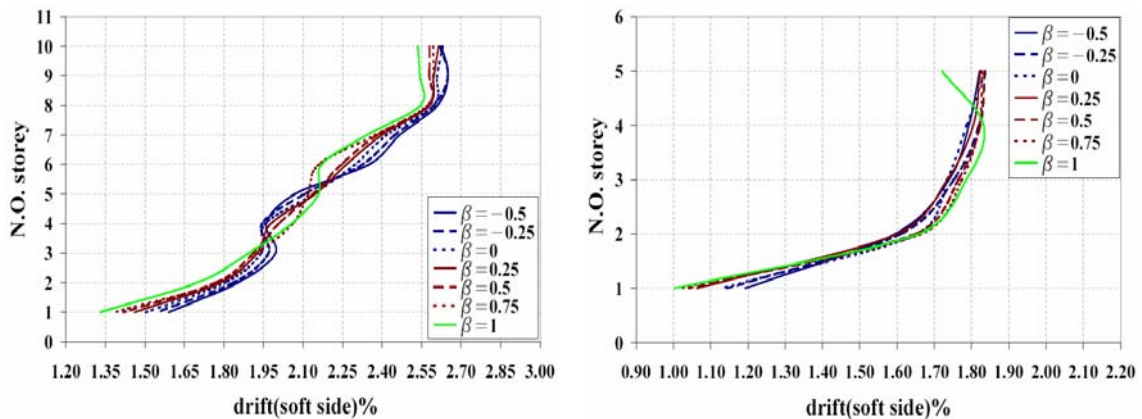 11
10
9
8
7
6
5
4
3
2
1
0
N.O. storey
β = −0.5
β = −0.25
β = 0
β = 0.25
β = 0.5
β = 0.75
β = 1
1.20 1.35 1.50 1.65 1.80 1.95 2.10 2.25 2.40 2.55 2.70 2.85 3.00
drift(soft side)%
6
5
4
3
2
1
0
N.O. storey
β = −0.5
β = −0.25
β = 0
β = 0.25
β = 0.5
β = 0.75
β = 1
0.90 1.00 1.10 1.20 1.30 1.40 1.50 1.60 1.70 1.80 1.90 2.00 2.10 2.20
drift(soft side)%